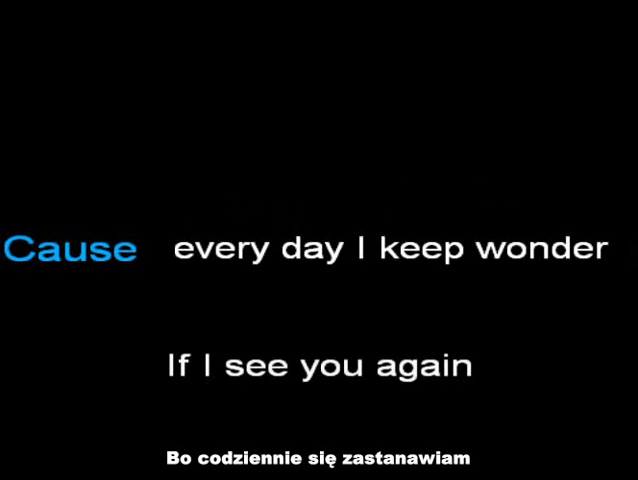 Cause every day I keep wonder
If I see you again
Bo codziennie się zastanawiam